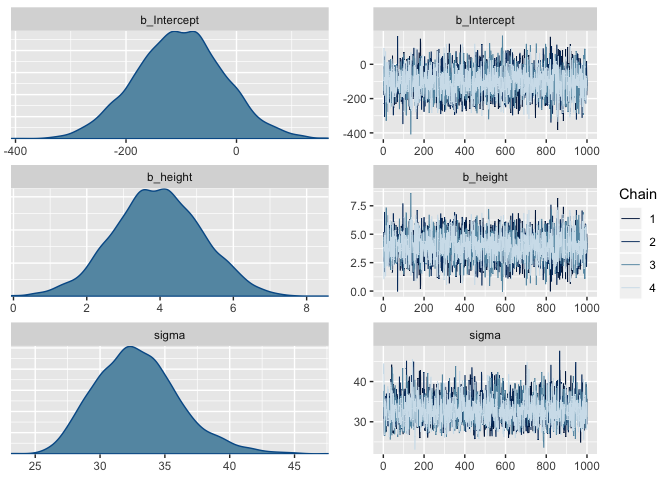 b_Intercept
-400 -200 0
b_Intercept
0
-200
-400
0 200 400 600 800 1000
b_height
0 2 4 6 8
b_height
7.5
5.0
2.5
0.0
0 200 400 600 800 1000
sigma
25 30 35 40 45
sigma
40
30
0 200 400 600 800 1000
Chain
1
2
3
4